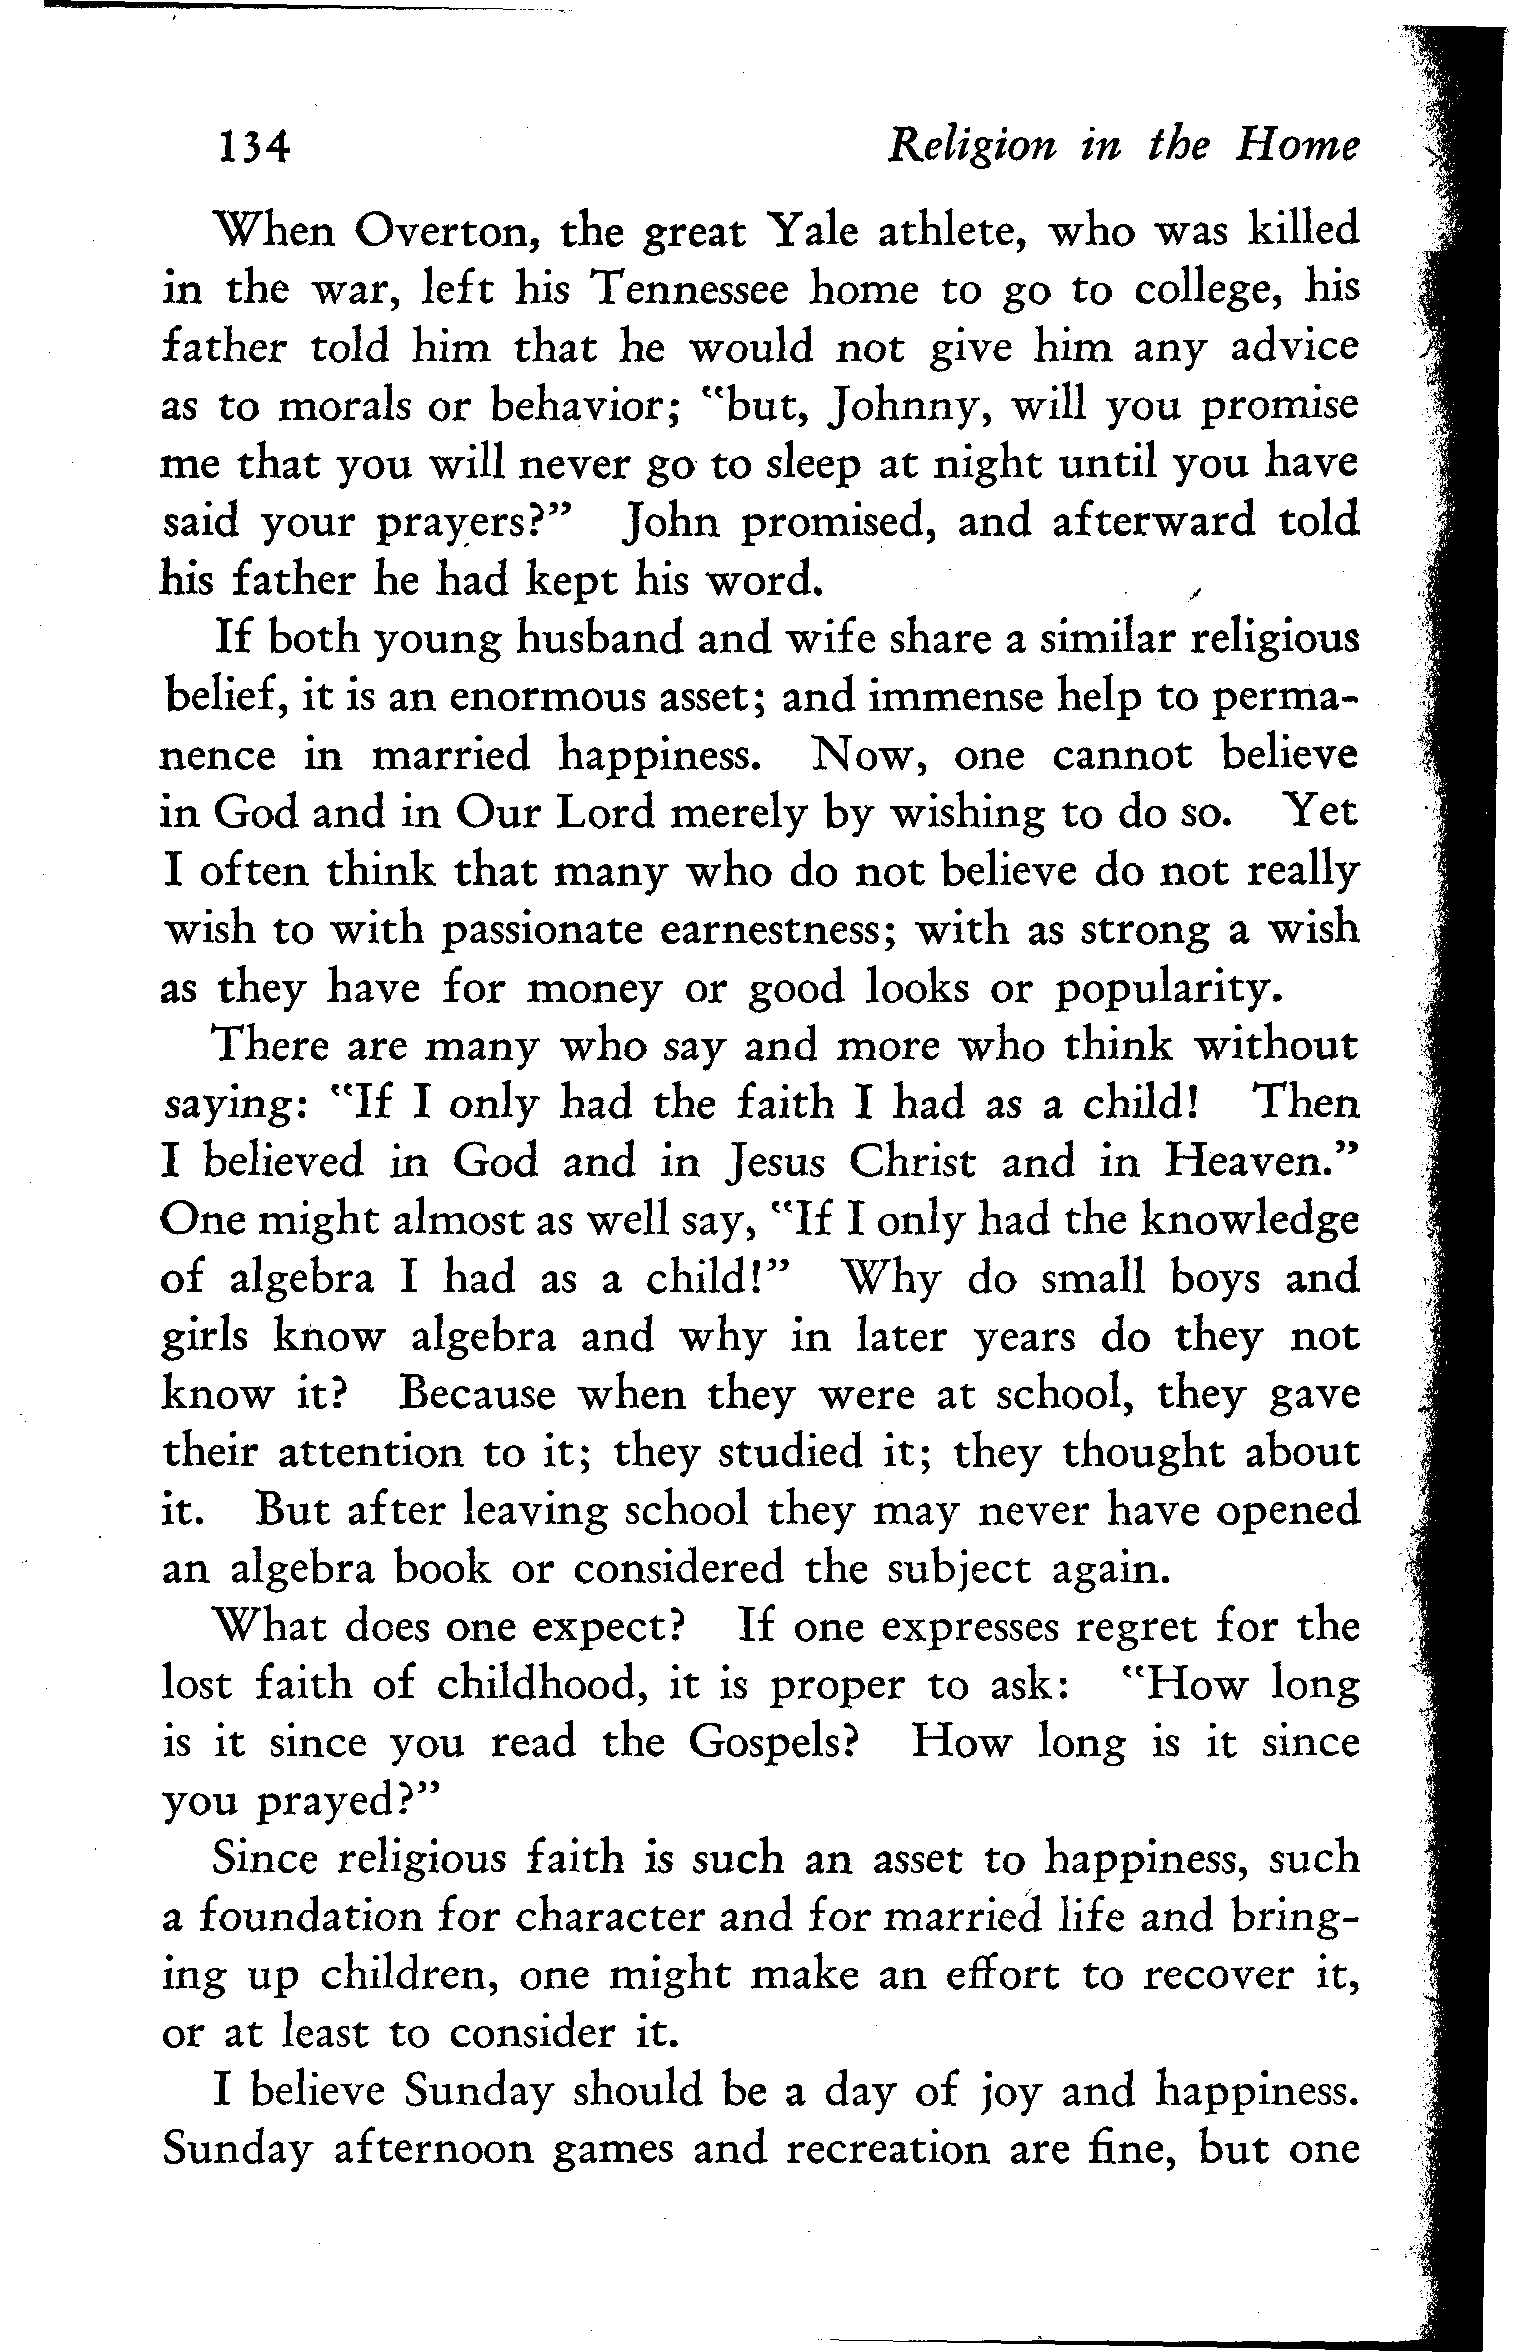 134 Religion in the Home
When Overton, the great Yale athlete, who was killed
in the war, left his Tennessee home to go to college, his
father told him that he would not give him any advice
as to morals or behavior; "but, Johnny, will you promise
me that you will never go to sleep at night until you have
said your prayers?" John promised, and afterward told
his father he had kept his word.
If both young husband and wife share a similar religious
belief, it is an enormous asset; and immense help to perma-
nence in married happiness. Now, one cannot believe
in God and in Our Lord merely by wishing to do so. Yet
I often think that many who do not believe do not really
wish to with passionate earnestness; with as strong a wish
as they have for money or good looks or popularity.
There are many who say and more who think without
saying: "If I only had the faith I had as a child! Then
I believed in God and in Jesus Christ and in Heaven."
One might almost as well say, "If I only had the knowledge
of algebra I had as a child!" Why do small boys and
girls know algebra and why in later years do they not
know it? Because when they were at school, they gave
their attention to it; they studied it; they thought about
it. But after leaving school they may never have opened
an algebra book or considered the subject again.
What does one expect? If one expresses regret for the
lost faith of childhood, it is proper to ask: "How long
is it since you read the Gospels? How long is it since
you prayed?"
Since religious faith is such an asset to happiness, such
a foundation for character and for married life and bring-
ing up children, one might make an effort to recover it,
or at least to consider it.
I believe Sunday should be a day of joy and happiness.
Sunday afternoon games and recreation are fine, but one